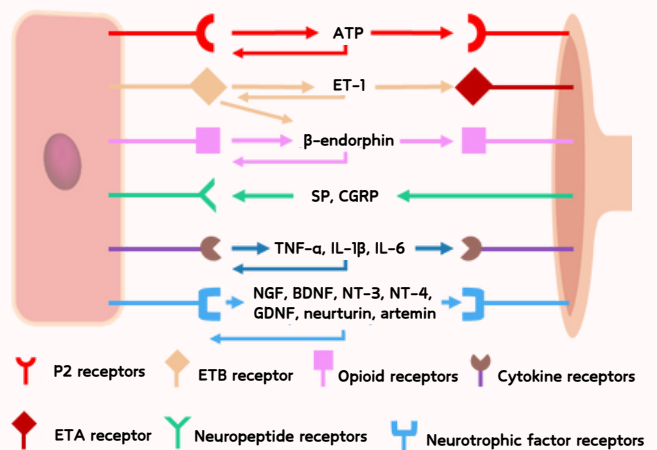 ATP
ET-1
β-endorphin
SP, CGRP
TNF-α, IL-1β, IL-6
NGF, BDNF, NT-3, NT-4,
GDNF, neurturin, artemin
P2 receptors
ETB receptor
Opioid receptors
Cytokine receptors
ETA receptor
Neuropeptide receptors
Neurotrophic factor receptors